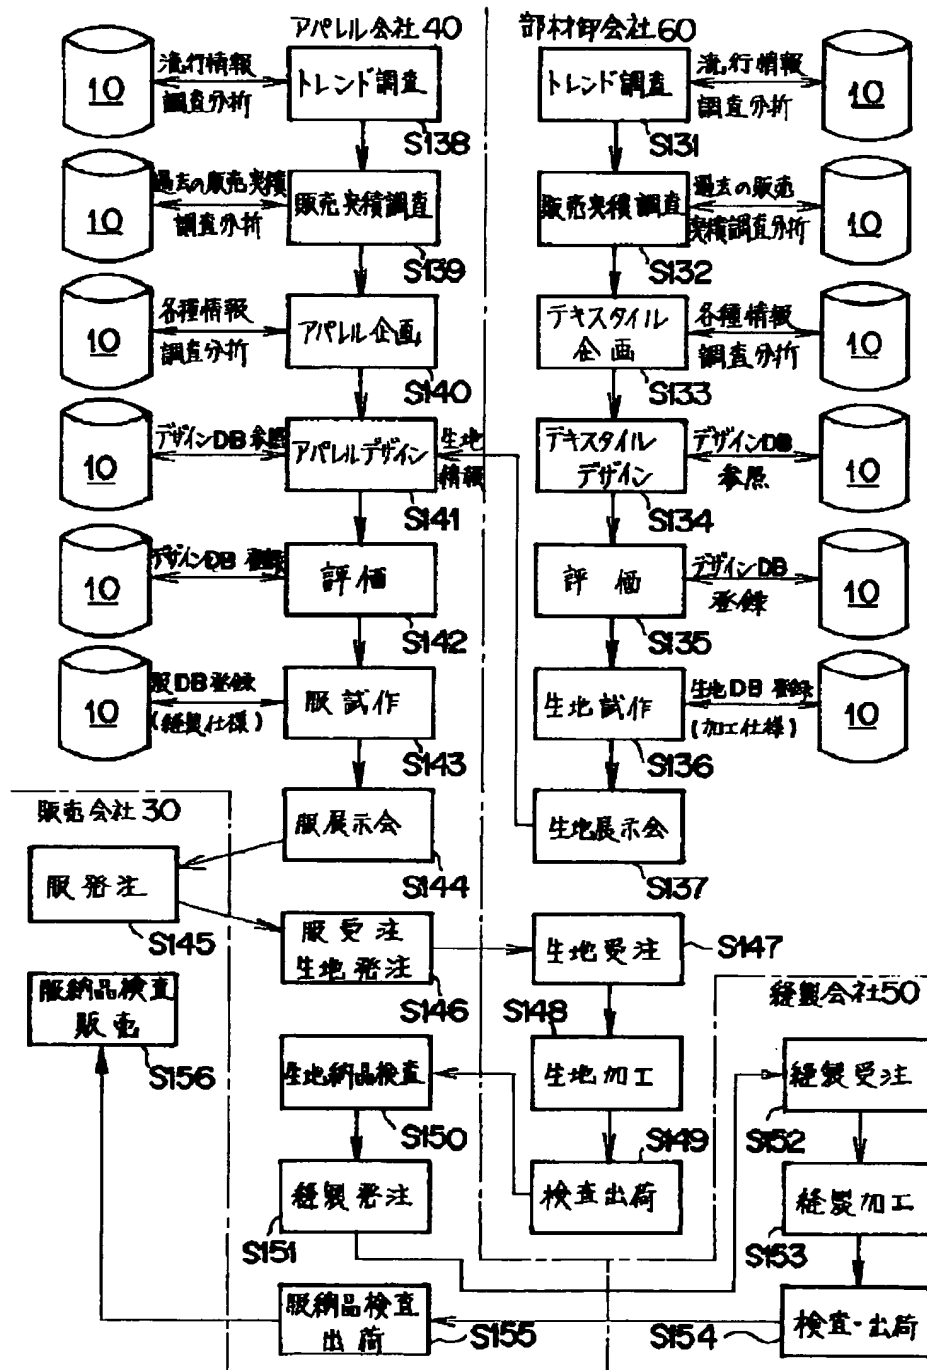 アパレル会社40
部材卸会社60
10
流行情報
調査分折
トレンド調査
S138
トレンド調査
S131
流行情報
調査分折
10
10
過去の販売実積
調査分折
販売実積調査
S139
販売実積調査
S132
過去の販売
実積調査分折
10
10
各種情報
調査分折
アパレル企画
S140
テキスタイル
企画
S133
各種情報
調査分折
10
10
デザインDB参照
アパレルデザイン
S141
生地
情報
テキスタイル
デザイン
S134
デザインDB
参照
10
10
デザインDB登録
評価
S142
評価
S135
デザインDB
登録
10
10
服DB登録
(縫製仕様)
服試作
S143
生地試作
S136
生地DB登録
(加工仕様)
10
販売会社30
服展示会
S144
生地展示会
S137
服発注
S145
服受注
生地発注
S146
生地受注
S147
縫製会社50
服納品検査
販売
S156
生地納品検査
S150
S148
生地加工
縫製受注
S152
縫製発注
S151
S149
検査出荷
縫製加工
S153
服納品検査
出荷
S155
S154
検査・出荷